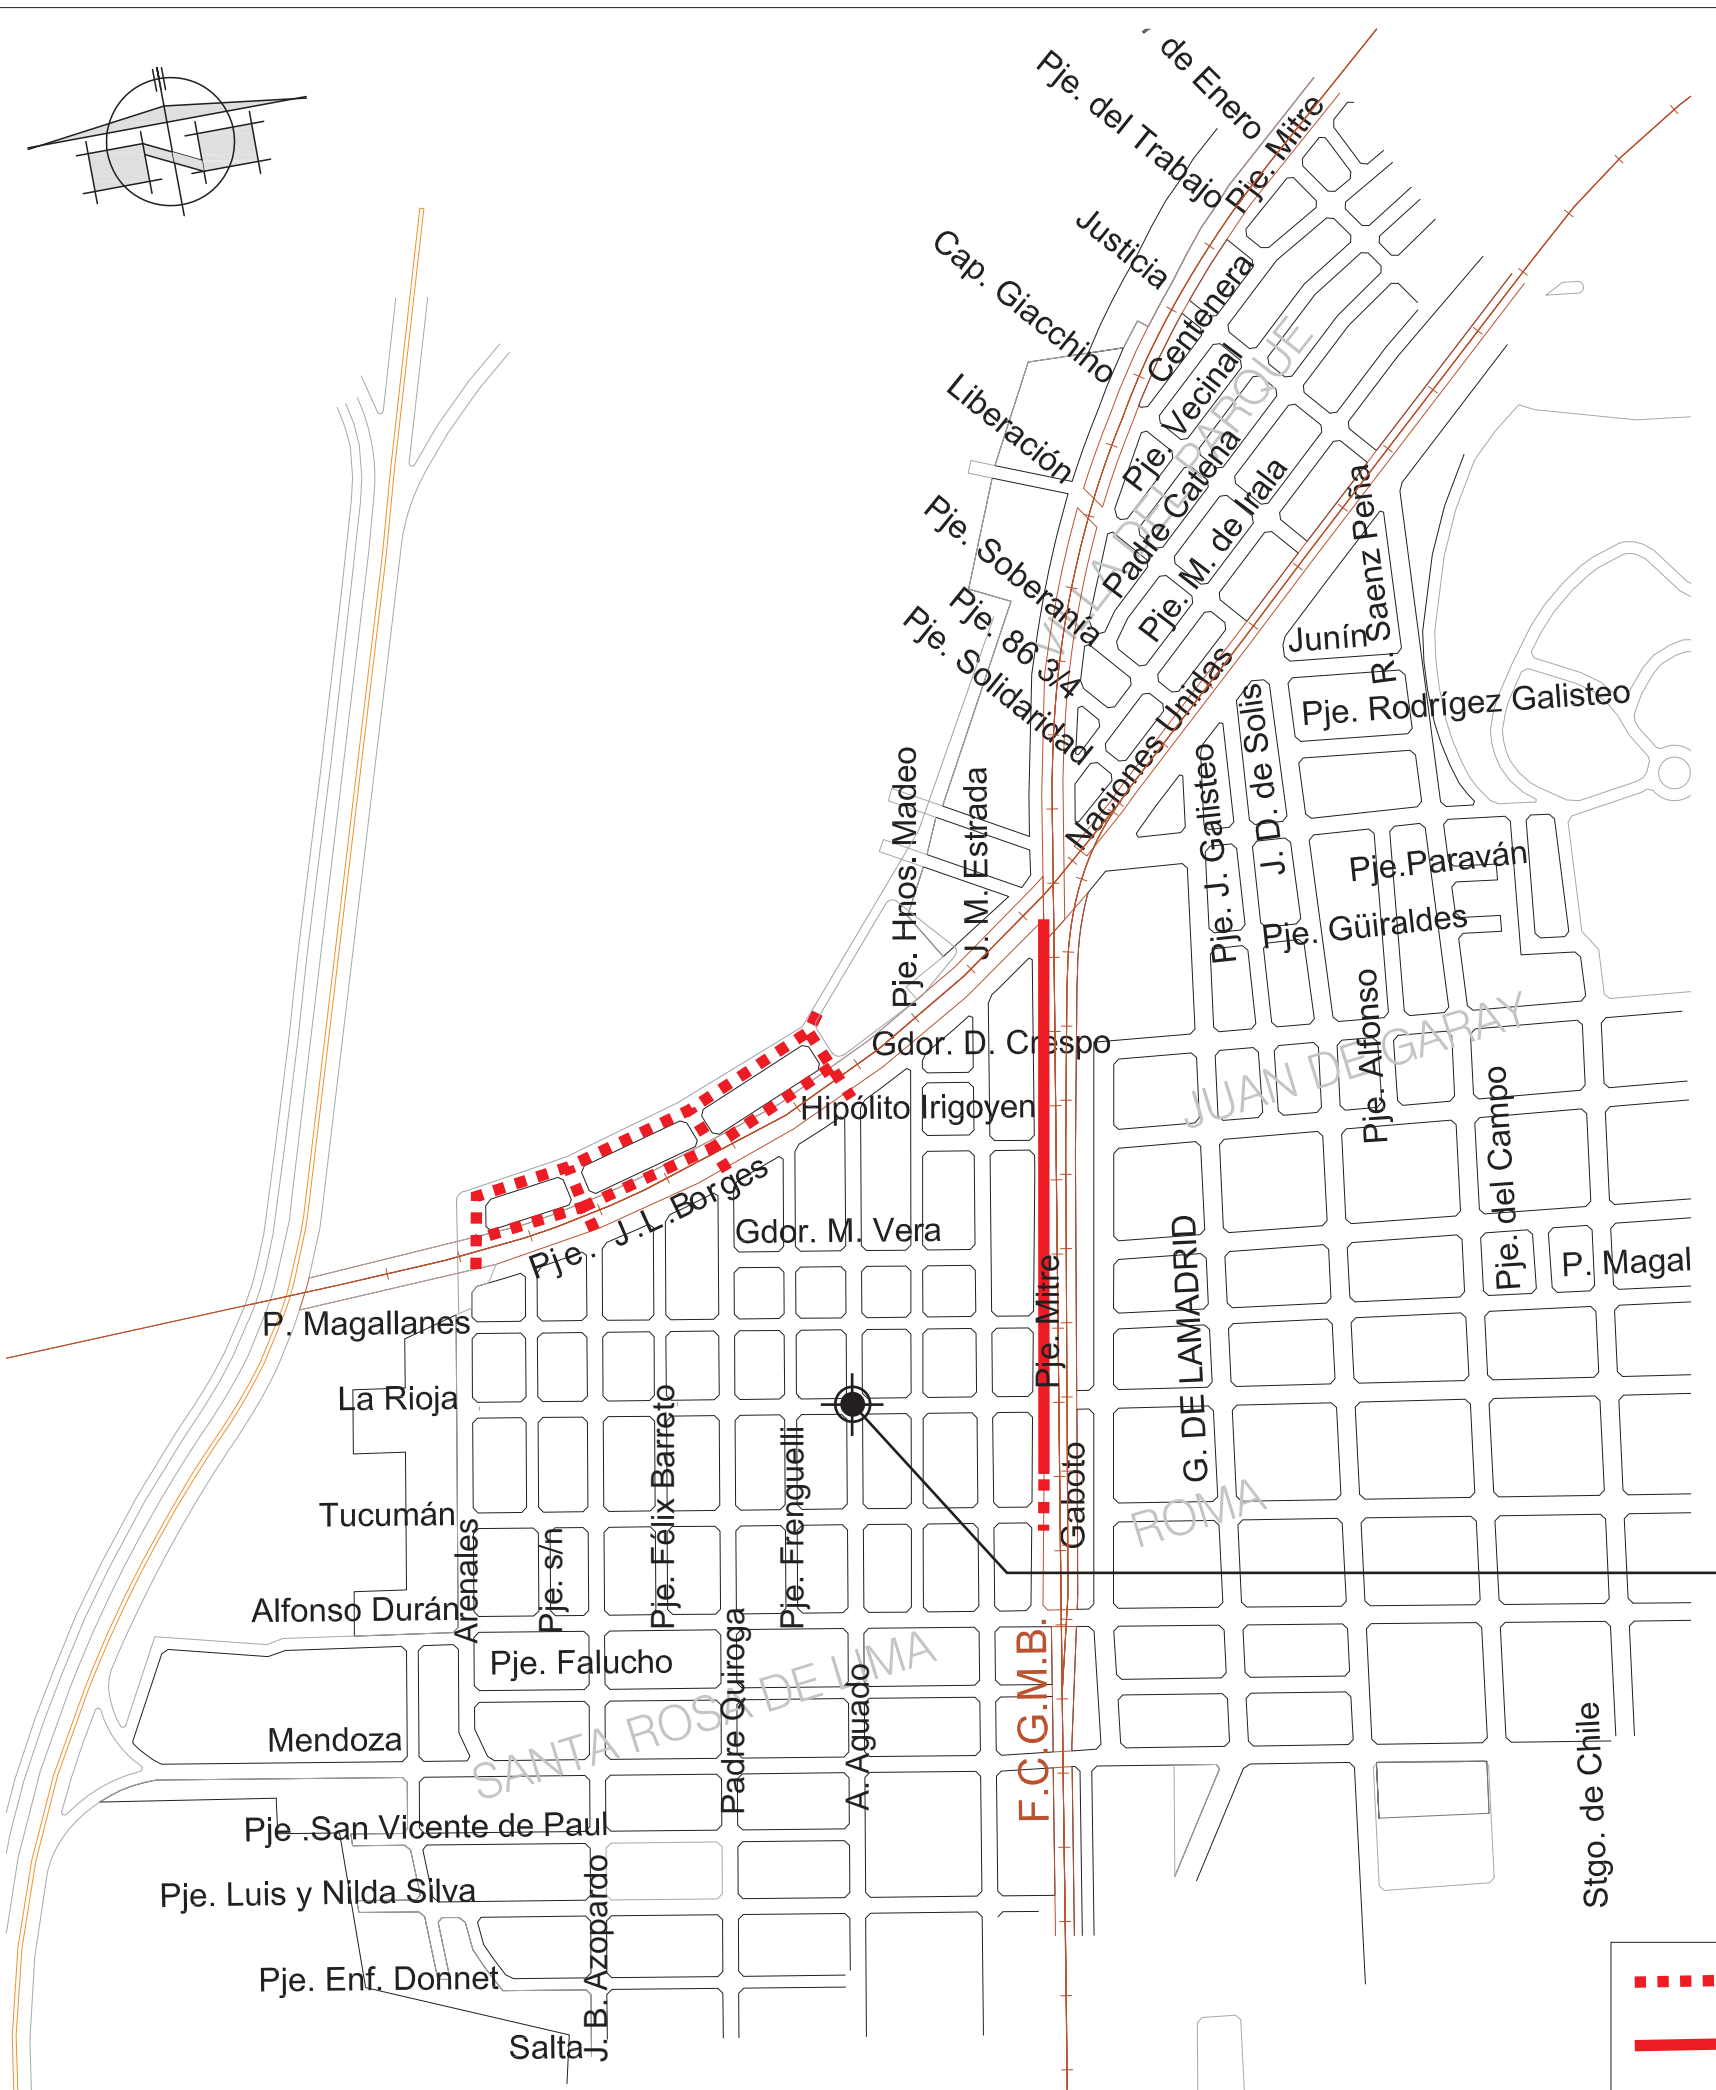 de Enero
Pje. del Trabajo
Pje. Mitre
Justicia
Cap. Giacchino
Centenera
Liberación
Pje. Vecinal
VILLA DEL PARQUE
Padre Catena
Pje. M. de Irala
Pje. Soberanía
Pje. 86 3/4
Pje. Solidaridad
R. Saenz Peña
Junín
Pje. Rodrígez Galisteo
Naciones Unidas
J. D. de Solis
Pje. J. Galisteo
Pje. Hnos. Madeo
J. M. Estrada
Pje.Paraván
Pje. Güiraldes
Pje. Alfonso
JUAN DE GARAY
Gdor. D. Crespo
Hipólito Irigoyen
Pje. del Campo
Pje. J.L.Borges
Gdor. M. Vera
G. DE LAMADRID
P. Magal
Pje. Mitre
P. Magallanes
La Rioja
Pje. Félix Barreto
Pje. Frenguelli
Gaboto
ROMA
Tucumán
Arenales
Pje. s/n
Alfonso Durán
Padre Quiroga
F.C.G.M.B.
Pje. Falucho
SANTA ROSA DE LIMA
A. Aguado
Mendoza
Stgo. de Chile
Pje .San Vicente de Paul
Pje. Luis y Nilda Silva
J. B. Azopardo
Pje. Enf. Donnet
Salta